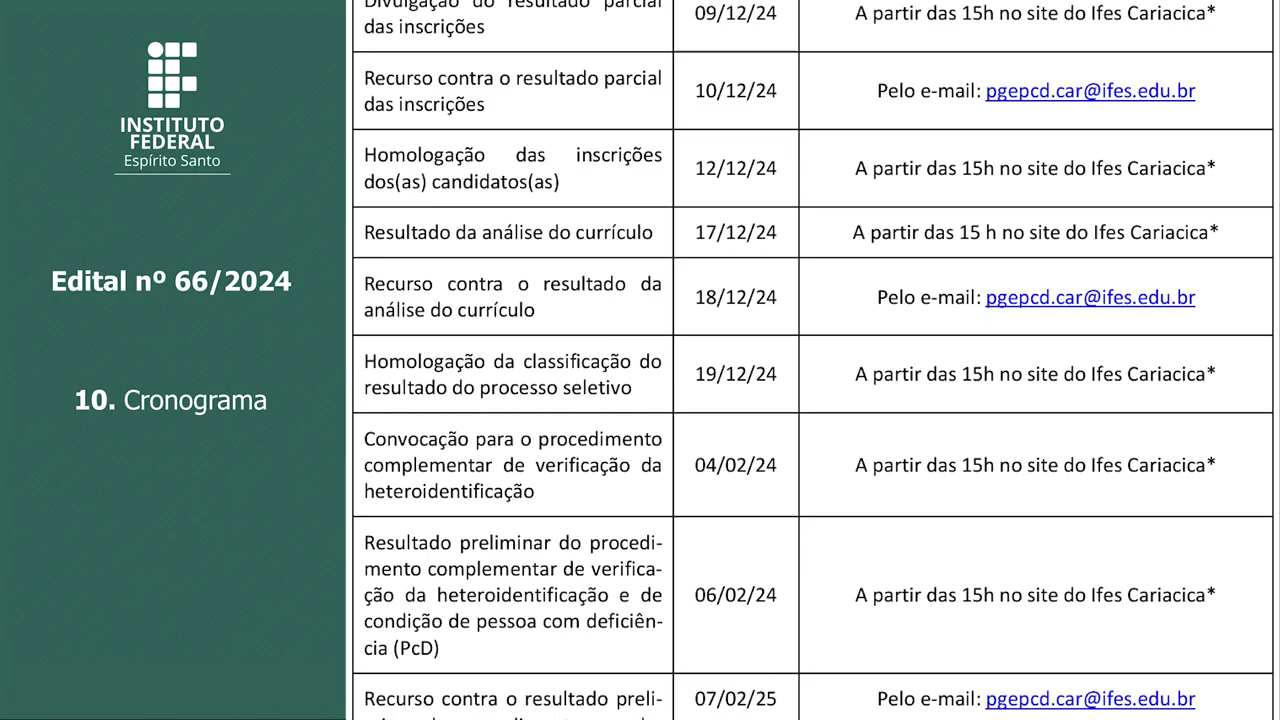 INSTITUTO
FEDERAL
Espírito Santo
Edital nº 66/2024
10. Cronograma
Divulgação do resultado parcial
das inscrições
09/12/24
A partir das 15h no site do Ifes Cariacica*
Recurso contra o resultado parcial
das inscrições
10/12/24
Pelo e-mail: pgepcd.car@ifes.edu.br
Homologação das inscrições
dos(as) candidatos(as)
12/12/24
A partir das 15h no site do Ifes Cariacica*
Resultado da análise do currículo
17/12/24
A partir das 15 h no site do Ifes Cariacica*
Recurso contra o resultado da
análise do currículo
18/12/24
Pelo e-mail: pgepcd.car@ifes.edu.br
Homologação da classificação do
resultado do processo seletivo
19/12/24
A partir das 15h no site do Ifes Cariacica*
Convocação para o procedimento
complementar de verificação da
heteroidentificação
04/02/24
A partir das 15h no site do Ifes Cariacica*
Resultado preliminar do procedi-
mento complementar de verifica-
ção da heteroidentificação e de
condição de pessoa com deficiên-
cia (PcD)
06/02/24
A partir das 15h no site do Ifes Cariacica*
Recurso contra o resultado preli-
07/02/25
Pelo e-mail: pgepcd.car@ifes.edu.br